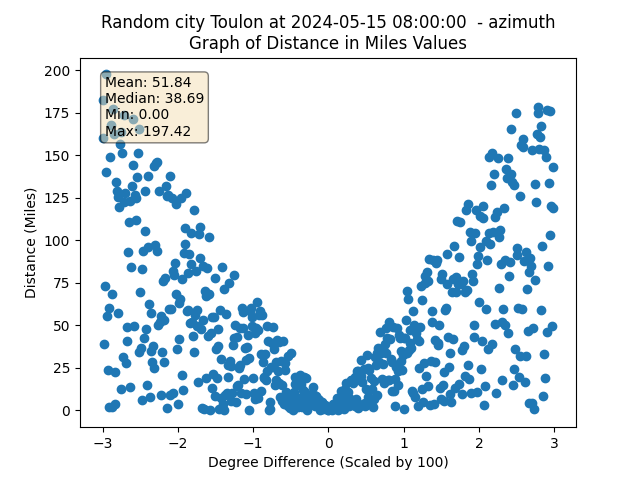 Random city Toulon at 2024-05-15 08:00:00  - azimuth
Graph of Distance in Miles Values
Mean: 51.84
Median: 38.69
Min: 0.00
Max: 197.42
200
175
150
125
100
75
50
25
0
Distance (Miles)
−3
−2
−1
0
1
2
3
Degree Difference (Scaled by 100)